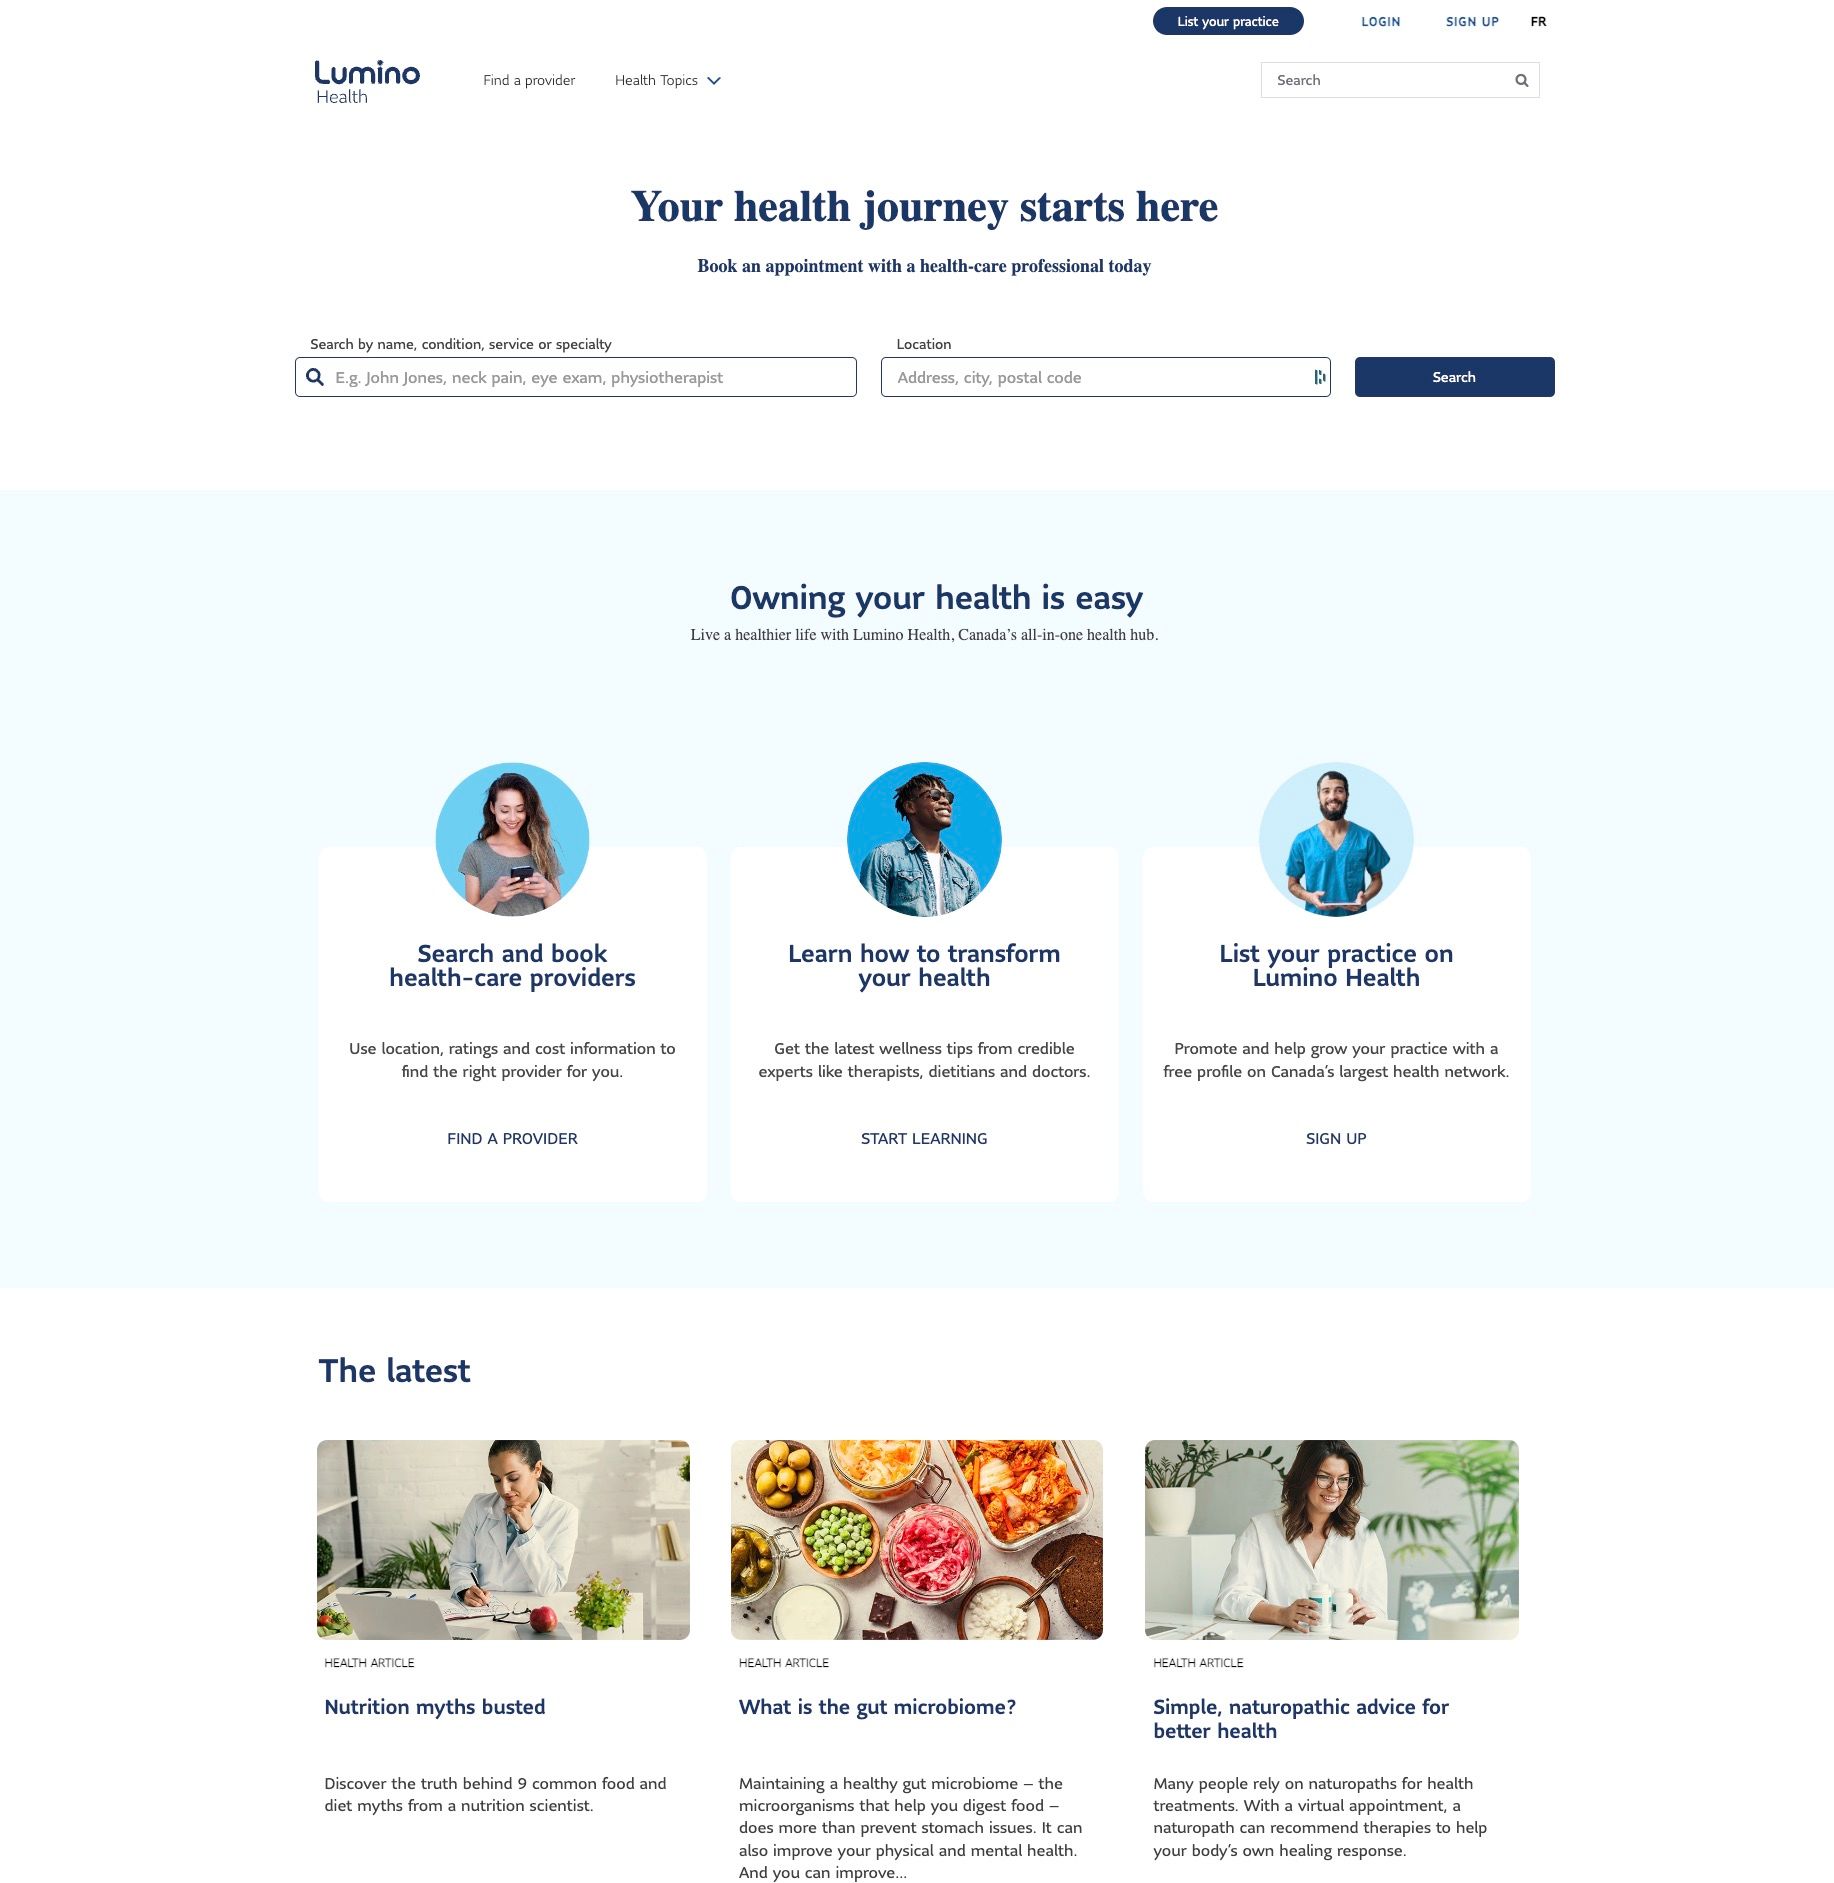 List your practice
LOGIN
SIGN UP
FR
Lumino
Health
Find a provider
Health Topics
Search
Your health journey starts here
Book an appointment with a health-care professional today
Search by name, condition, service or specialty
Location
E.g. John Jones, neck pain, eye exam, physiotherapist
Address, city, postal code
Search
Owning your health is easy
Live a healthier life with Lumino Health, Canada’s all-in-one health hub.
Search and book
health-care providers
Use location, ratings and cost information to
find the right provider for you.
FIND A PROVIDER
Learn how to transform
your health
Get the latest wellness tips from credible
experts like therapists, dietitians and doctors.
START LEARNING
List your practice on
Lumino Health
Promote and help grow your practice with a
free profile on Canada’s largest health network.
SIGN UP
The latest
HEALTH ARTICLE
Nutrition myths busted
Discover the truth behind 9 common food and
diet myths from a nutrition scientist.
HEALTH ARTICLE
What is the gut microbiome?
Maintaining a healthy gut microbiome – the
microorganisms that help you digest food –
does more than prevent stomach issues. It can
also improve your physical and mental health.
And you can improve...
HEALTH ARTICLE
Simple, naturopathic advice for
better health
Many people rely on naturopaths for health
treatments. With a virtual appointment, a
naturopath can recommend therapies to help
your body’s own healing response.